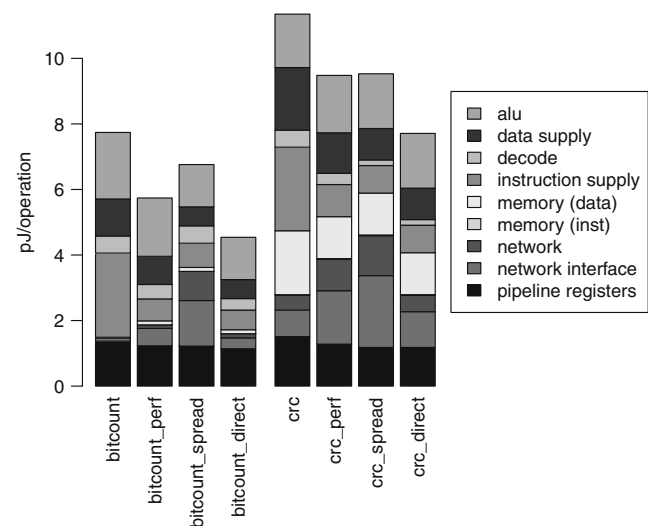 pJ/operation
10
8
6
4
2
0
bitcount
bitcount_perf
bitcount_spread
bitcount_direct
crc
crc_perf
crc_spread
crc_direct
alu
data supply
decode
instruction supply
memory (data)
memory (inst)
network
network interface
pipeline registers